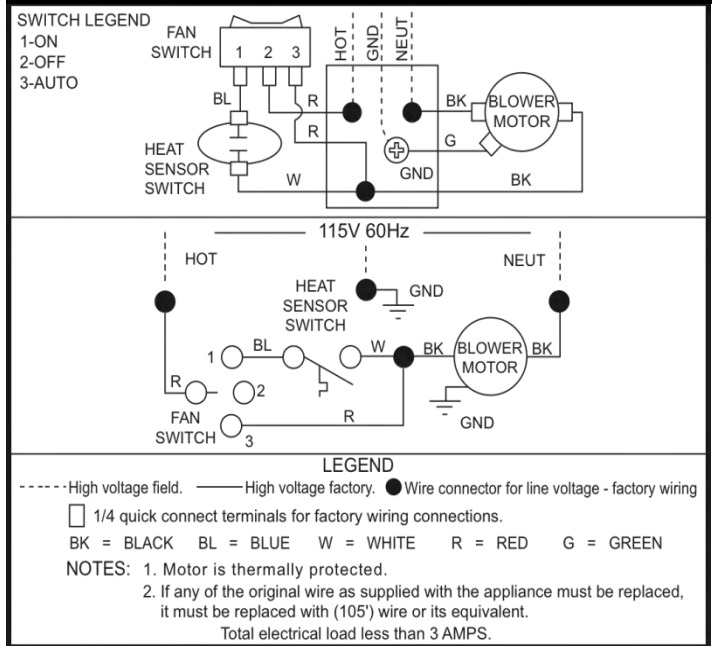 SWITCH LEGEND
1-ON
2-OFF
3-AUTO
FAN
SWITCH
1 2 3
HOT
GND
NEUT
BL
R
R
BK
BLOWER
MOTOR
G
GND
HEAT
SENSOR
SWITCH
W
BK
115V 60Hz
HOT
NEUT
HEAT
SENSOR
SWITCH
GND
1
BL
W
BK
BLOWER
MOTOR
BK
R
2
FAN
SWITCH
3
R
GND
LEGEND
High voltage field. High voltage factory. Wire connector for line voltage - factory wiring
1/4 quick connect terminals for factory wiring connections.
BK = BLACK BL = BLUE W = WHITE R = RED G = GREEN
NOTES: 1. Motor is thermally protected.
2. If any of the original wire as supplied with the appliance must be replaced,
it must be replaced with (105') wire or its equivalent.
Total electrical load less than 3 AMPS.